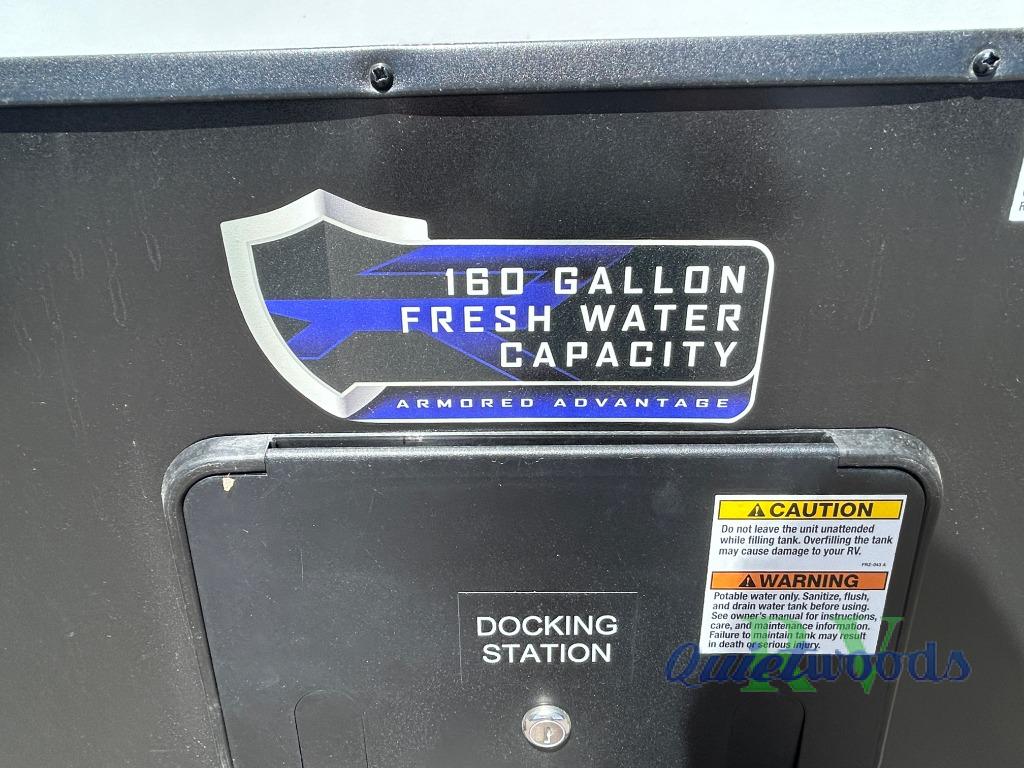 160 GALLON
FRESH WATER
CAPACITY
ARMORED ADVANTAGE
CAUTION
Do not leave the unit unattended
while filling tank. Overfilling the tank
may cause damage to your RV.
FRZ-043 A
WARNING
Potable water only. Sanitize, flush,
and drain water tank before using.
See owner's manual for instructions,
care, and maintenance information.
Failure to maintain tank may result
in death or serious injury.
DOCKING
STATION
Quietwoods
RV